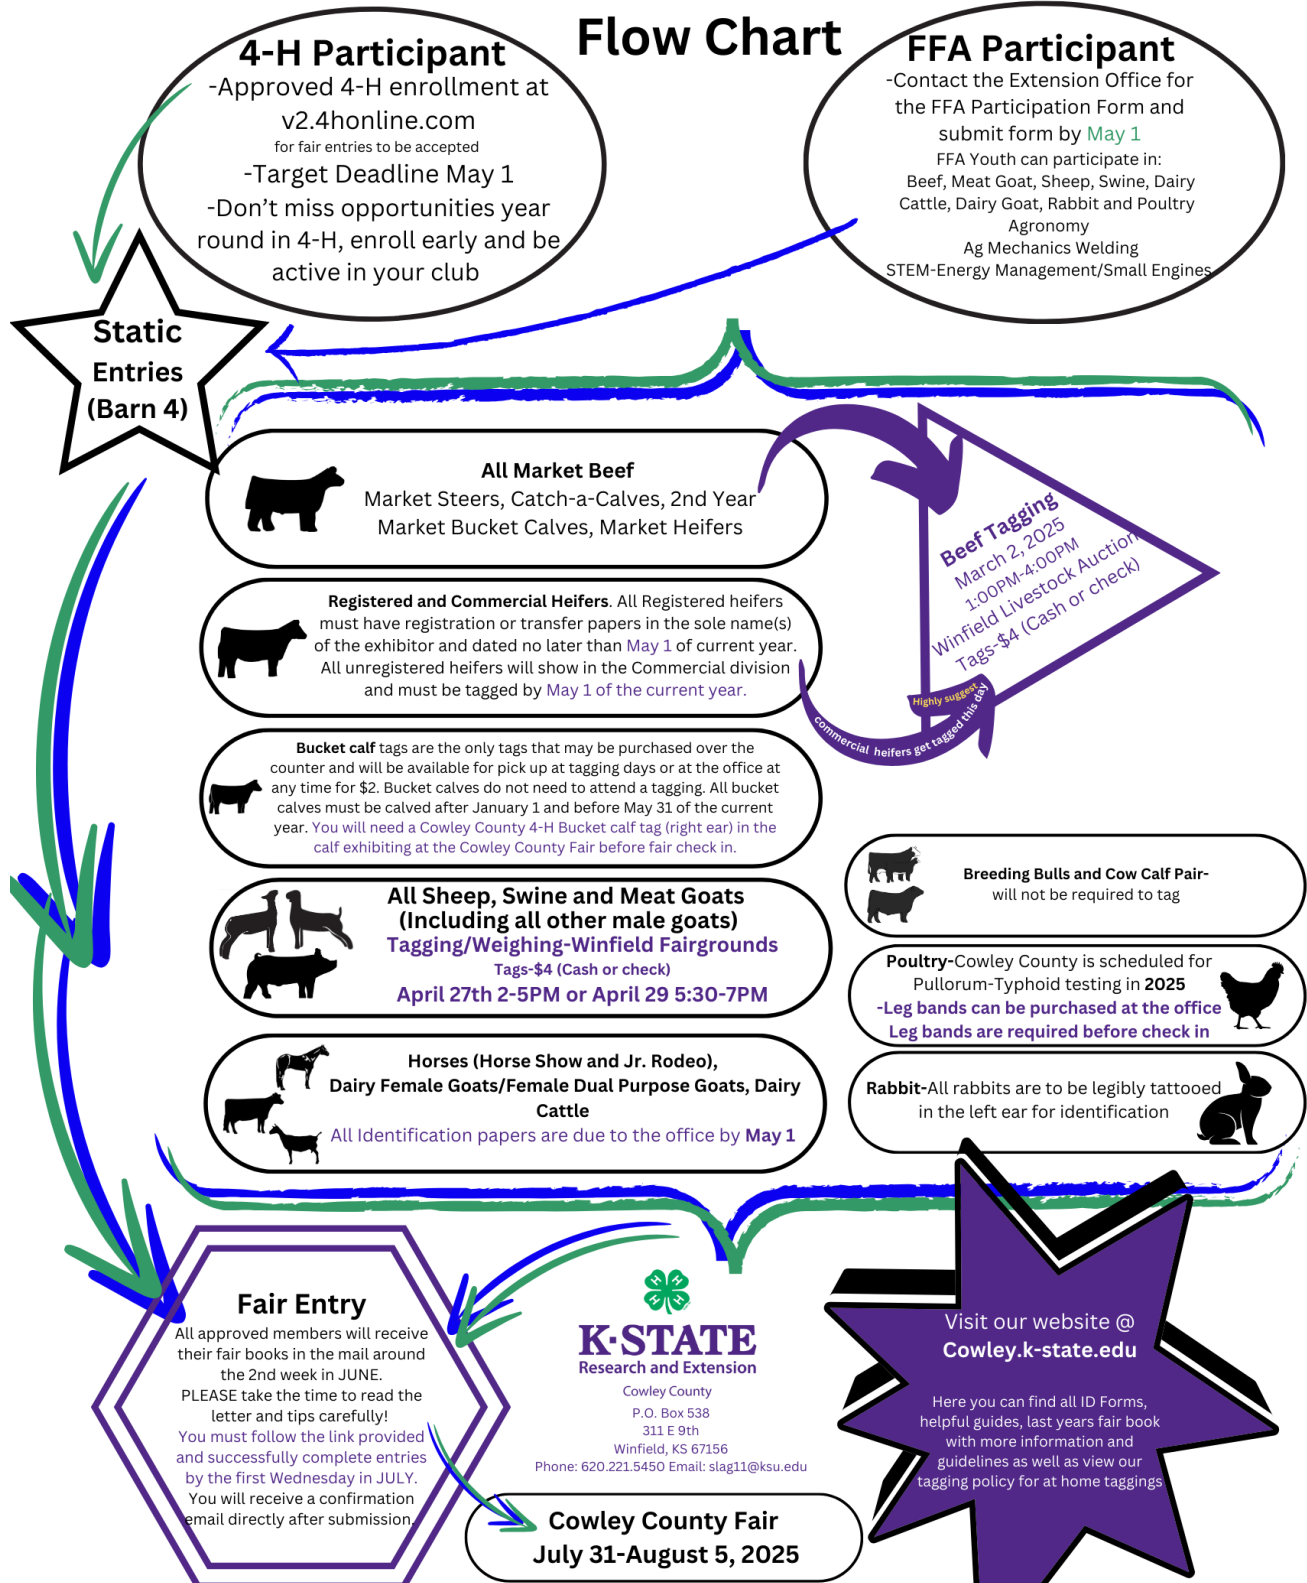 Flow Chart
4-H Participant
-Approved 4-H enrollment at
v2.4honline.com
for fair entries to be accepted
-Target Deadline May 1
-Don’t miss opportunities year
round in 4-H, enroll early and be
active in your club
FFA Participant
-Contact the Extension Office for
the FFA Participation Form and
submit form by May 1
FFA Youth can participate in:
Beef, Meat Goat, Sheep, Swine, Dairy
Cattle, Dairy Goat, Rabbit and Poultry
Agronomy
Ag Mechanics Welding
STEM-Energy Management/Small Engines
Static
Entries
(Barn 4)
All Market Beef
Market Steers, Catch-a-Calves, 2nd Year
Market Bucket Calves, Market Heifers
Beef Tagging
March 2, 2025
1:00PM-4:00PM
Winfield Livestock Auction
Tags-$4 (Cash or check)
Highly suggest
commercial heifers get tagged this day
Registered and Commercial Heifers. All Registered heifers
must have registration or transfer papers in the sole name(s)
of the exhibitor and dated no later than May 1 of current year.
All unregistered heifers will show in the Commercial division
and must be tagged by May 1 of the current year.
Bucket calf tags are the only tags that may be purchased over the
counter and will be available for pick up at tagging days or at the office at
any time for $2. Bucket calves do not need to attend a tagging. All bucket
calves must be calved after January 1 and before May 31 of the current
year. You will need a Cowley County 4-H Bucket calf tag (right ear) in the
calf exhibiting at the Cowley County Fair before fair check in.
All Sheep, Swine and Meat Goats
(Including all other male goats)
Tagging/Weighing-Winfield Fairgrounds
Tags-$4 (Cash or check)
April 27th 2-5PM or April 29 5:30-7PM
Horses (Horse Show and Jr. Rodeo),
Dairy Female Goats/Female Dual Purpose Goats, Dairy
Cattle
All Identification papers are due to the office by May 1
Breeding Bulls and Cow Calf Pair-
will not be required to tag
Poultry-Cowley County is scheduled for
Pullorum-Typhoid testing in 2025
-Leg bands can be purchased at the office
Leg bands are required before check in
Rabbit-All rabbits are to be legibly tattooed
in the left ear for identification
Fair Entry
All approved members will receive
their fair books in the mail around
the 2nd week in JUNE.
PLEASE take the time to read the
letter and tips carefully!
You must follow the link provided
and successfully complete entries
by the first Wednesday in JULY.
You will receive a confirmation
email directly after submission.
H H H H
K-STATE
Research and Extension
Cowley County
P.O. Box 538
311 E 9th
Winfield, KS 67156
Phone: 620.221.5450 Email: slag11@ksu.edu
Cowley County Fair
July 31-August 5, 2025
Visit our website @
Cowley.k-state.edu
Here you can find all ID Forms,
helpful guides, last years fair book
with more information and
guidelines as well as view our
tagging policy for at home taggings